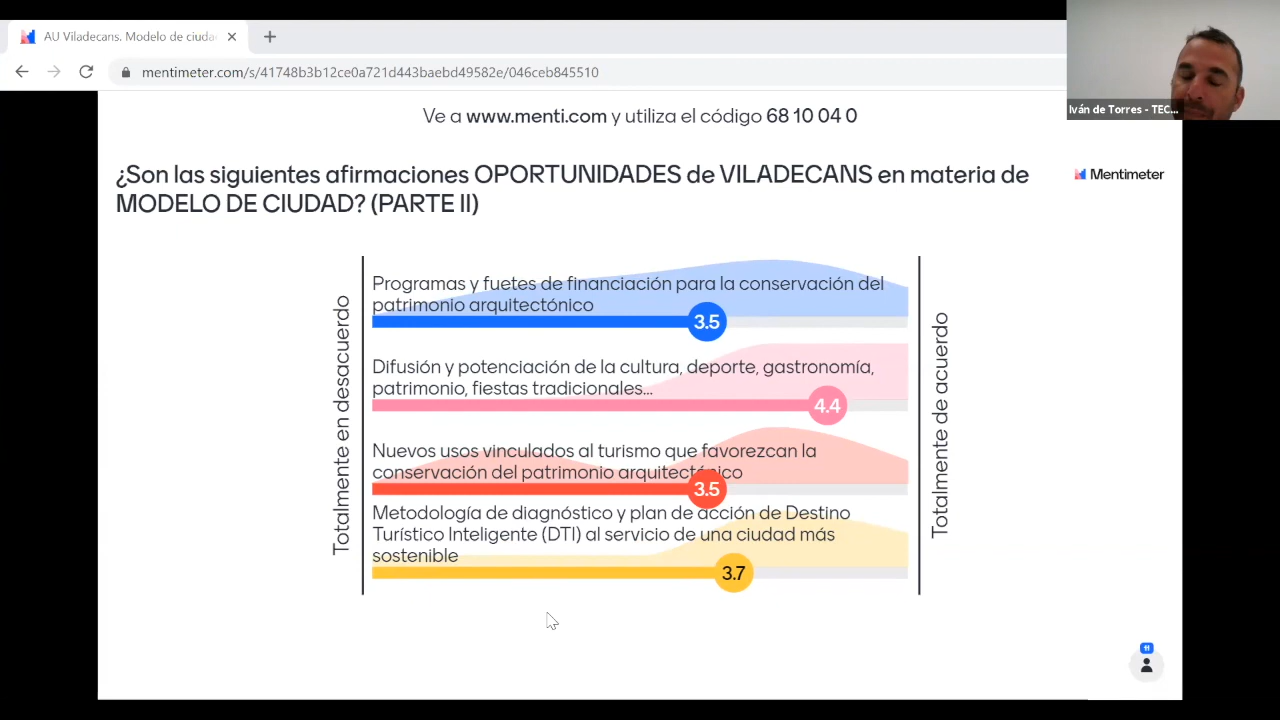 AU Viladecans. Modelo de ciuda
mentimeter.com/s/41748b3b12ce0a721d443baebd49582e/046ceb845510
Iván de Torres - TEC...
Ve a www.menti.com y utiliza el código 68 10 04 0
¿Son las siguientes afirmaciones OPORTUNIDADES de VILADECANS en materia de
MODELO DE CIUDAD? (PARTE II)
Mentimeter
Totalmente en desacuerdo
Programas y fuetes de financiación para la conservación del
patrimonio arquitectónico
3.5
Difusión y potenciación de la cultura, deporte, gastronomía,
patrimonio, fiestas tradicionales...
4.4
Nuevos usos vinculados al turismo que favorezcan la
conservación del patrimonio arquitectónico
3.5
Metodología de diagnóstico y plan de acción de Destino
Turístico Inteligente (DTI) al servicio de una ciudad más
sostenible
3.7
Totalmente de acuerdo
11